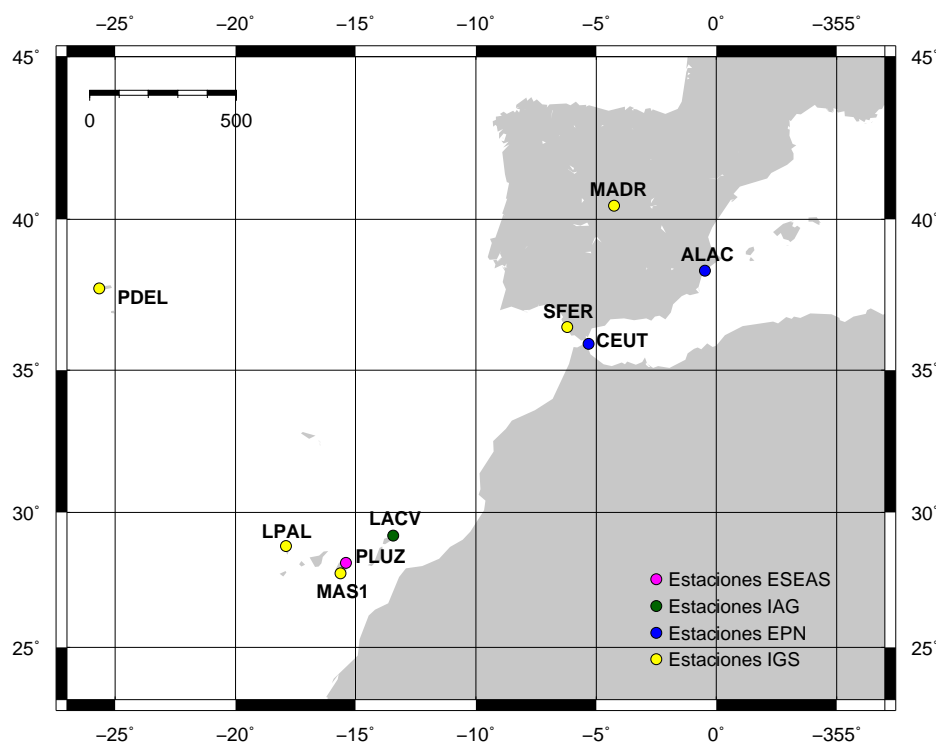 −25˚ −20˚ −15˚ −10˚ −5˚ 0˚ −355˚
45˚ 45˚
0 500
MADR
40˚ 40˚
ALAC
PDEL
SFER
CEUT
35˚ 35˚
30˚ 30˚
LACV
LPAL
PLUZ
MAS1
Estaciones ESEAS
Estaciones IAG
Estaciones EPN
25˚ 25˚
Estaciones IGS
−25˚ −20˚ −15˚ −10˚ −5˚ 0˚ −355˚